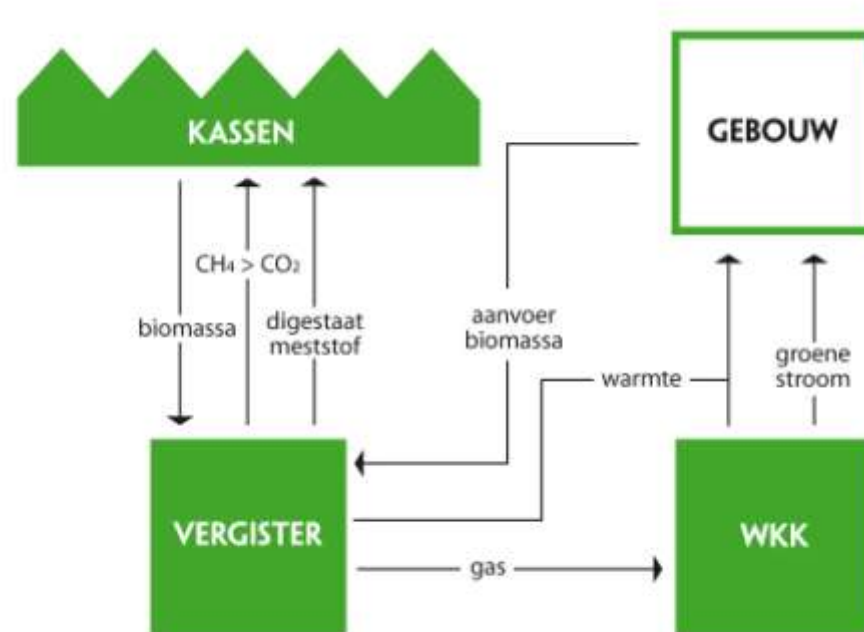 KASSEN
GEBOUW
CH₄ > CO₂
biomassa
digestaat
meststof
aanvoer
biomassa
warmte
groene
stroom
VERGISTER
WKK
gas